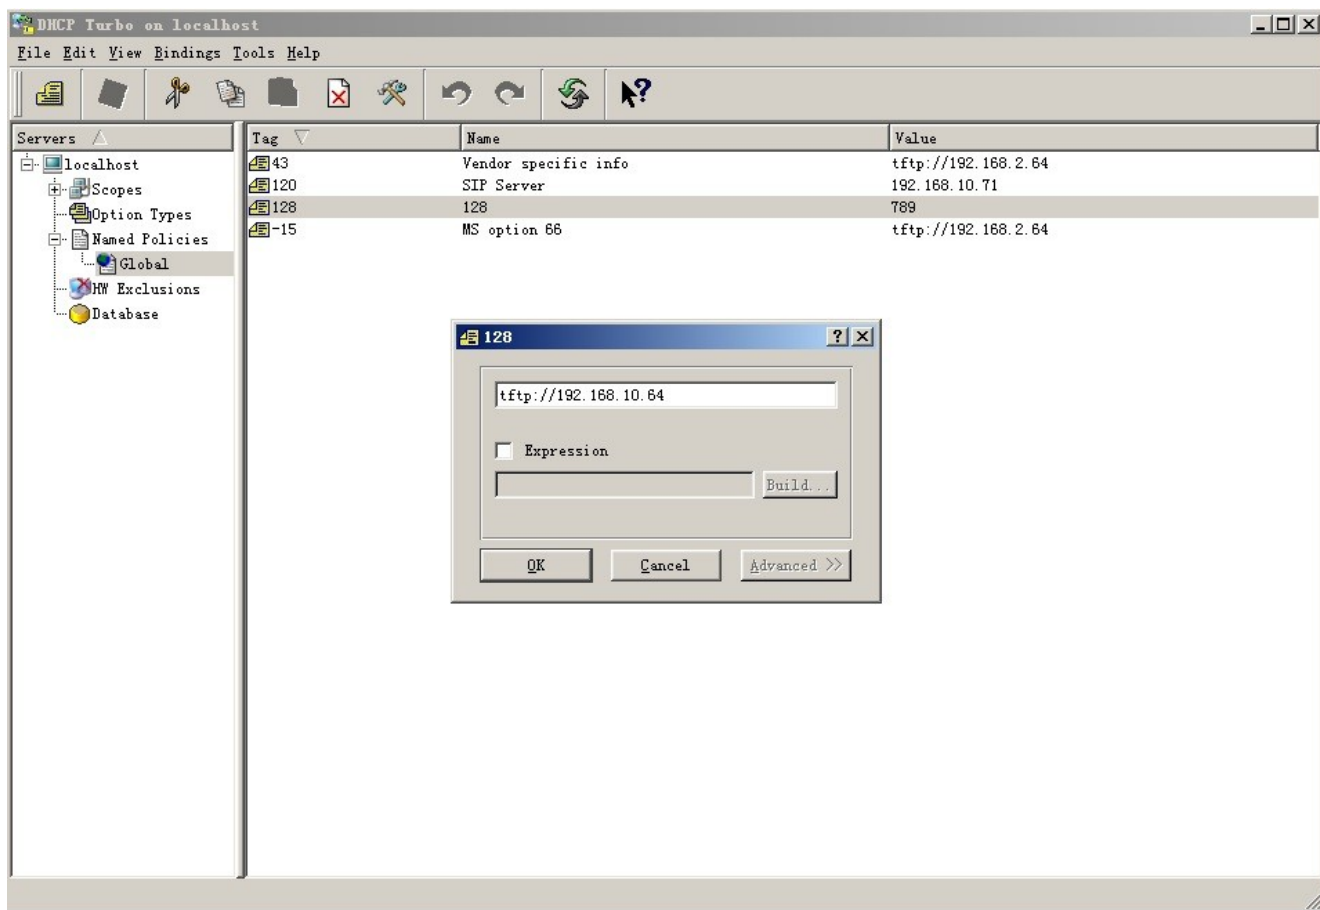 DHCP Turbo on localhost
File Edit View Bindings Tools Help
Servers
Tag Name Value
localhost
Scopes
Option Types
Named Policies
Global
HW Exclusions
Database
43 Vendor specific info tftp://192.168.2.64
120 SIP Server 192.168.10.71
128 128 789
-15 MS option 66 tftp://192.168.2.64
128
tftp://192.168.10.64
Expression
Build...
OK Cancel Advanced >>